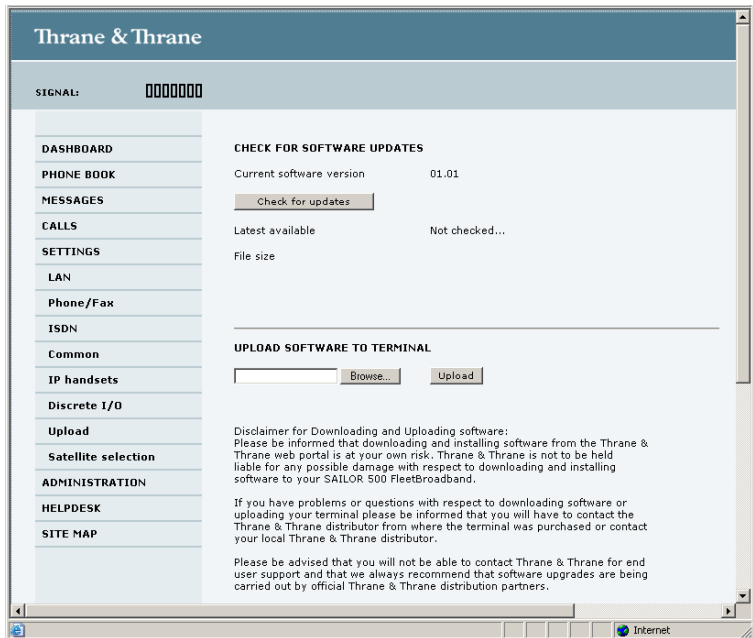 Thrane & Thrane
SIGNAL:
DASHBOARD
PHONE BOOK
MESSAGES
CALLS
SETTINGS
LAN
Phone/Fax
ISDN
Common
IP handsets
Discrete I/O
Upload
Satellite selection
ADMINISTRATION
HELPDESK
SITE MAP
CHECK FOR SOFTWARE UPDATES
Current software version 01.01
Check for updates
Latest available Not checked...
File size
UPLOAD SOFTWARE TO TERMINAL
Browse... Upload
Disclaimer for Downloading and Uploading software:
Please be informed that downloading and installing software from the Thrane &
Thrane web portal is at your own risk. Thrane & Thrane is not to be held
liable for any possible damage with respect to downloading and installing
software to your SAILOR 500 FleetBroadband.
If you have problems or questions with respect to downloading software or
uploading your terminal please be informed that you will have to contact the
Thrane & Thrane distributor from where the terminal was purchased or contact
your local Thrane & Thrane distributor.
Please be advised that you will not be able to contact Thrane & Thrane for end
user support and that we always recommend that software upgrades are being
carried out by official Thrane & Thrane distribution partners.
Internet